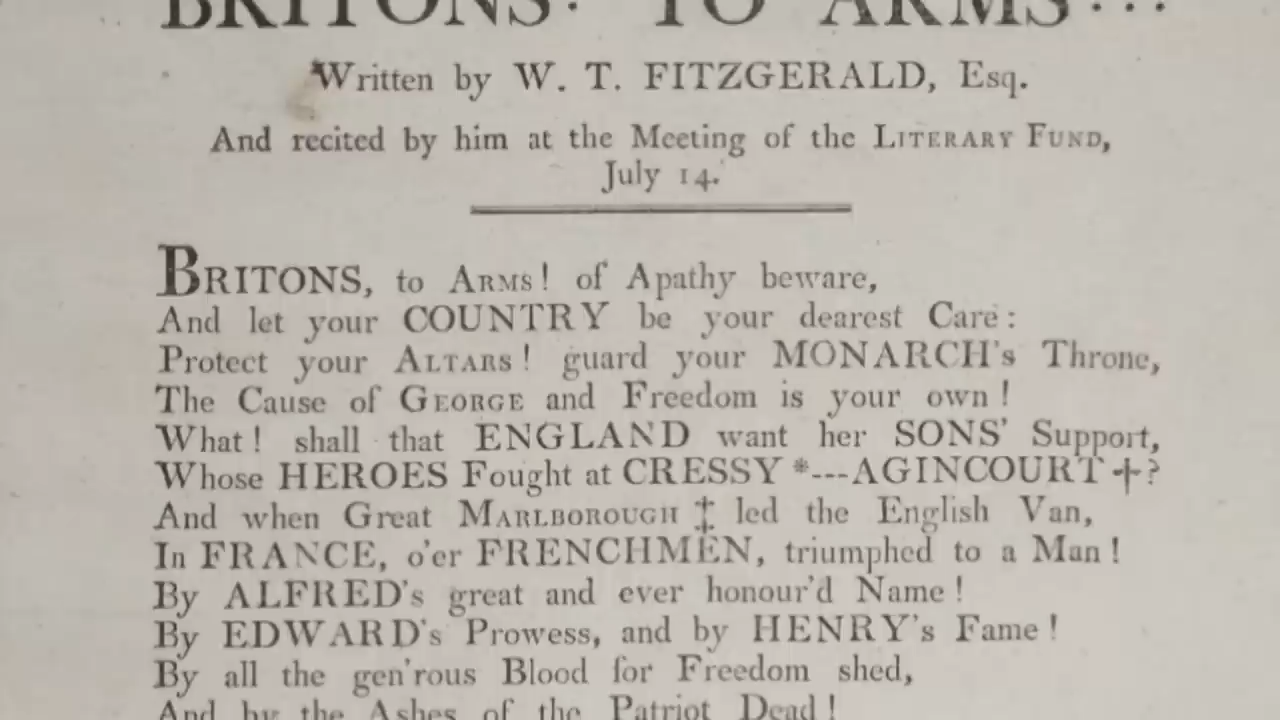 BRITONS! TO ARMS!!!
Written by W. T. FITZGERALD, Esq.
And recited by him at the Meeting of the LITERARY FUND,
July 14.
BRITONS, to ARMS! of Apathy beware,
And let your COUNTRY be your dearest Care:
Protect your ALTARS! guard your MONARCH's Throne,
The Cause of GEORGE and Freedom is your own!
What! shall that ENGLAND want her SONS' Support,
Whose HEROES Fought at CRESSY *---AGINCOURT †?
And when Great MARLBOROUGH ‡ led the English Van,
In FRANCE, o'er FRENCHMEN, triumphed to a Man!
By ALFRED's great and ever honour'd Name!
By EDWARD's Prowess, and by HENRY's Fame!
By all the gen'rous Blood for Freedom shed,
And by the Ashes of the Patriot Dead!